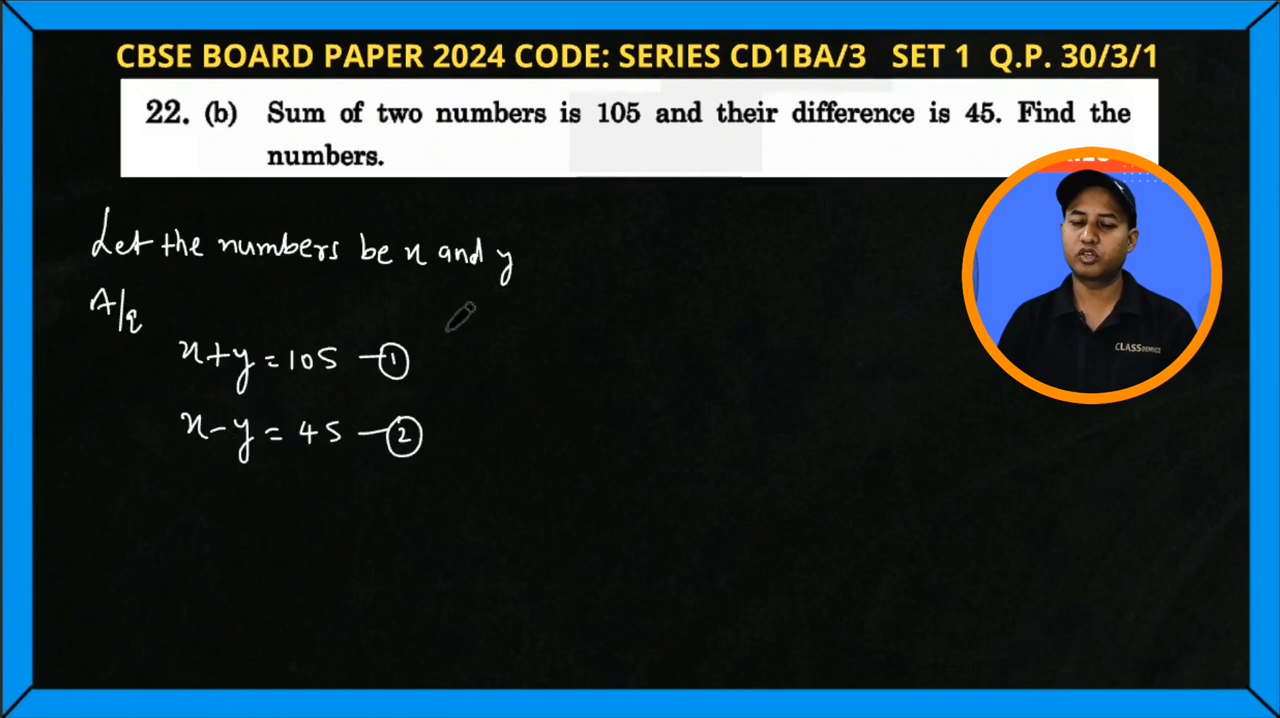 CBSE BOARD PAPER 2024 CODE: SERIES CD1BA/3 SET 1 Q.P. 30/3/1
22. (b) Sum of two numbers is 105 and their difference is 45. Find the
numbers.
Let the numbers be x and y
A/q
x+y=105 —①
x-y=45 —②